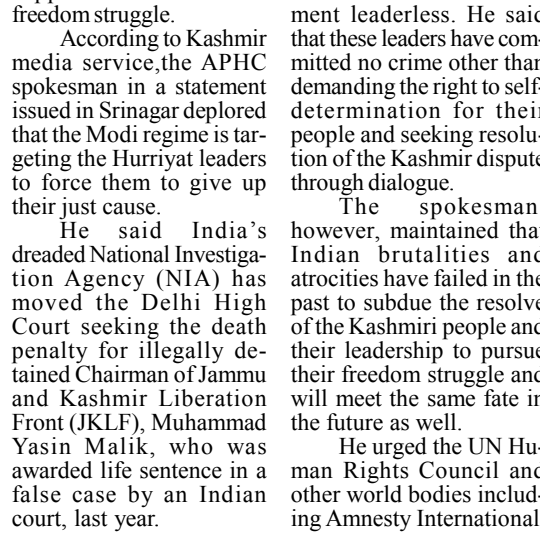 freedom struggle.
According to Kashmir
media service,the APHC
spokesman in a statement
issued in Srinagar deplored
that the Modi regime is tar-
geting the Hurriyat leaders
to force them to give up
their just cause.
He said India's
dreaded National Investiga-
tion Agency (NIA) has
moved the Delhi High
Court seeking the death
penalty for illegally de-
tained Chairman of Jammu
and Kashmir Liberation
Front (JKLF), Muhammad
Yasin Malik, who was
awarded life sentence in a
false case by an Indian
court, last year.
ment leaderless. He said
that these leaders have com-
mitted no crime other than
demanding the right to self-
determination for their
people and seeking resolu-
tion of the Kashmir dispute
through dialogue.
The spokesman
however, maintained that
Indian brutalities and
atrocities have failed in the
past to subdue the resolve
of the Kashmiri people and
their leadership to pursue
their freedom struggle and
will meet the same fate in
the future as well.
He urged the UN Hu-
man Rights Council and
other world bodies includ-
ing Amnesty International